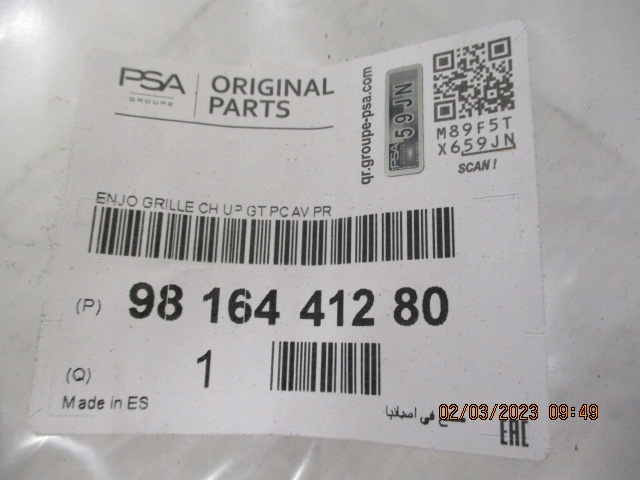 PSA
GROUPE
ORIGINAL
PARTS
qr.groupe-psa.com
PSA 59JN
M89F5T
X659JN
SCAN!
ENJO GRILLE CH UP GT PC AV PR
(P) 98 164 412 80
(Q) 1
Made in ES
في اسبانيا
02/03/2023 09:49
EAC